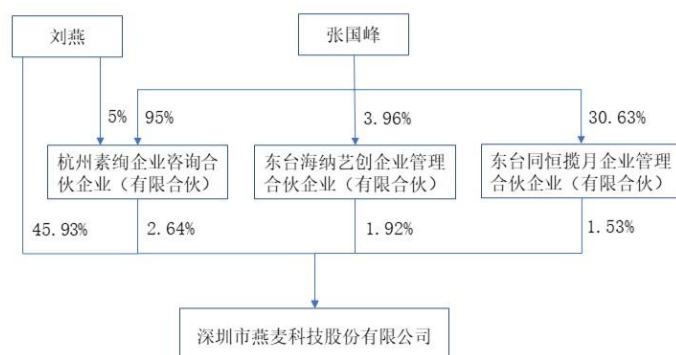 刘燕
张国峰
5%
95%
3.96%
30.63%
杭州素绚企业咨询合
伙企业（有限合伙）
东台海纳艺创企业管理
合伙企业（有限合伙）
东台同恒揽月企业管理
合伙企业（有限合伙）
45.93%
2.64%
1.92%
1.53%
深圳市燕麦科技股份有限公司